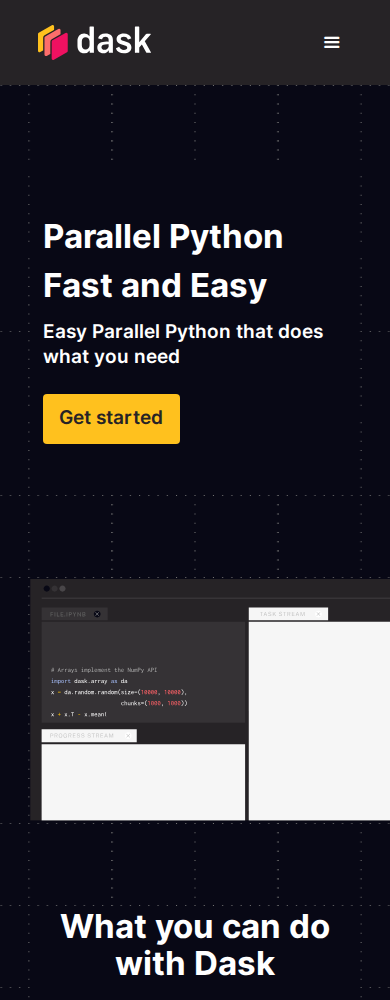 dask
Parallel Python
Fast and Easy
Easy Parallel Python that does
what you need
Get started
FILE.IPYNB
TASK STREAM
# Arrays implement the NumPy API
import dask.array as da
x = da.random.random(size=(10000, 10000),
chunks=(1000, 1000))
x + x.T - x.mean(
PROGRESS STREAM
What you can do
with Dask